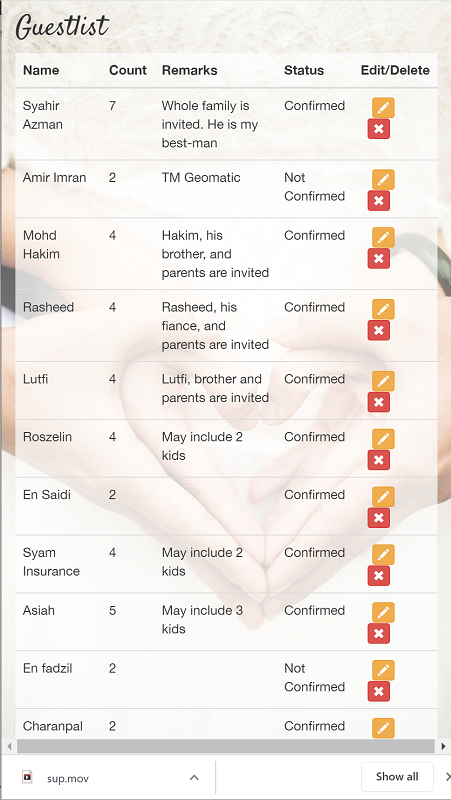 Guestlist
Name Count Remarks Status Edit/Delete
Syahir 7 Whole family is Confirmed
Azman invited. He is my
best-man
Amir Imran 2 TM Geomatic Not
Confirmed
Mohd 4 Hakim, his Confirmed
Hakim brother, and
parents are invited
Rasheed 4 Rasheed, his Confirmed
fiance, and
parents are invited
Lutfi 4 Lutfi, brother and Confirmed
parents are invited
Roszelin 4 May include 2 Confirmed
kids
En Saidi 2 Confirmed
Syam 4 May include 2 Confirmed
Insurance kids
Asiah 5 May include 3 Confirmed
kids
En fadzil 2 Not
Confirmed
Charanpal 2 Confirmed
sup.mov Show all